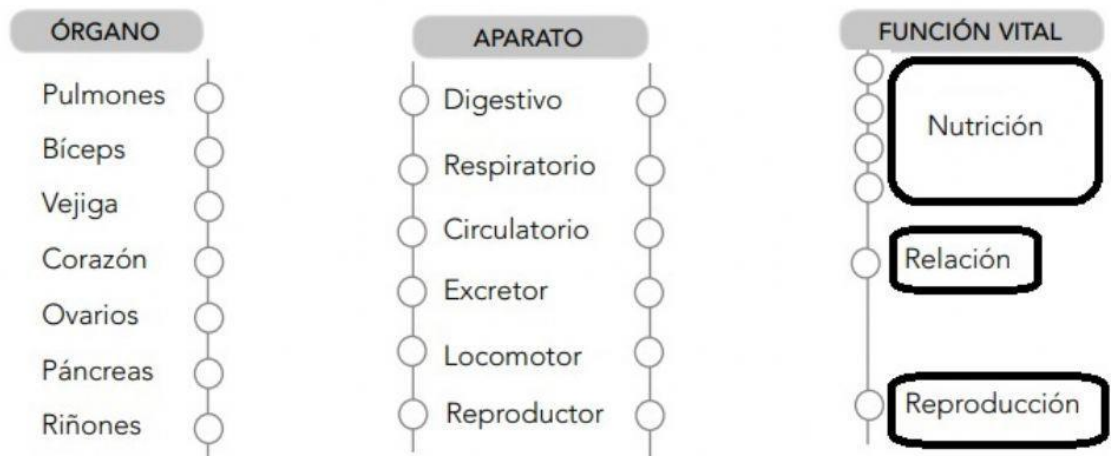 ÓRGANO
Pulmones
Bíceps
Vejiga
Corazón
Ovarios
Páncreas
Riñones
APARATO
Digestivo
Respiratorio
Circulatorio
Excretor
Locomotor
Reproductor
FUNCIÓN VITAL
Nutrición
Relación
Reproducción